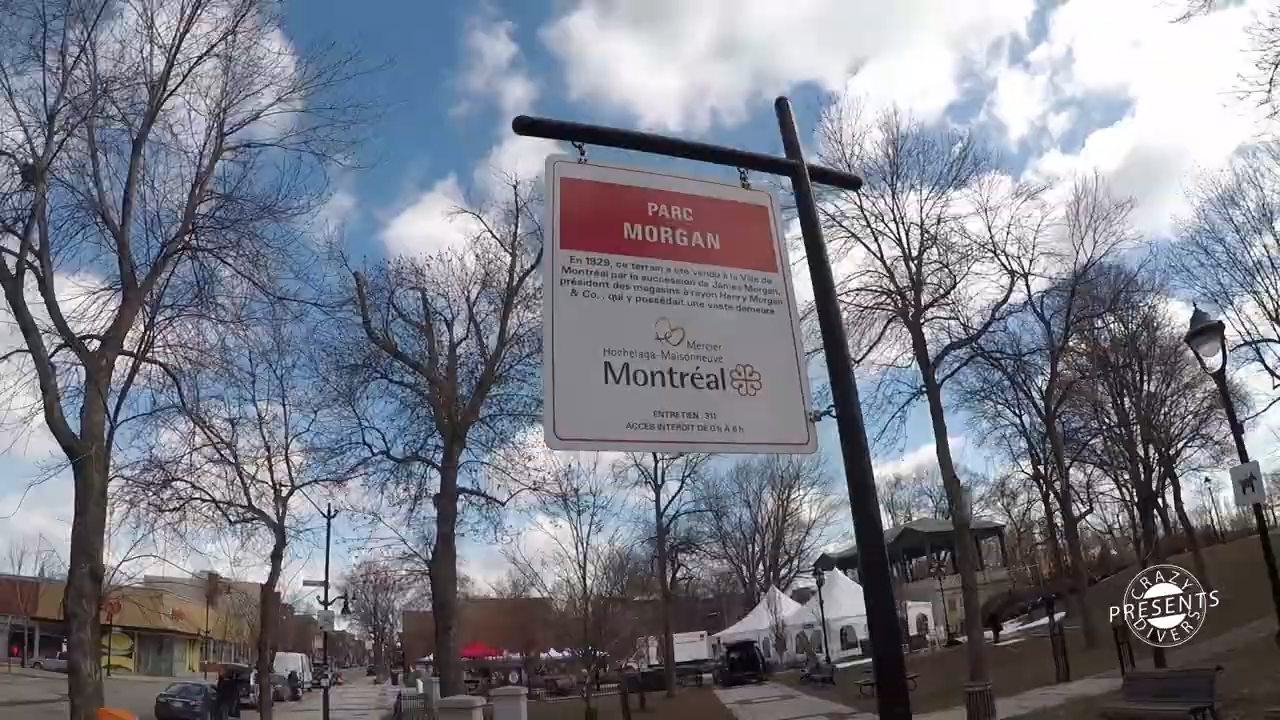 PARC
MORGAN
En 1929, ce terrain a été vendu à la Ville de
Montréal par la succession de James Morgan,
président des magasins à rayon Henry Morgan
& Co., qui y possédait une vaste demeure
Mercier
Hochelaga-Maisonneuve
Montréal
ENTRETIEN : 311
ACCÈS INTERDIT DE 0 h À 6 h
CRAZY
PRESENTS
DIVERS